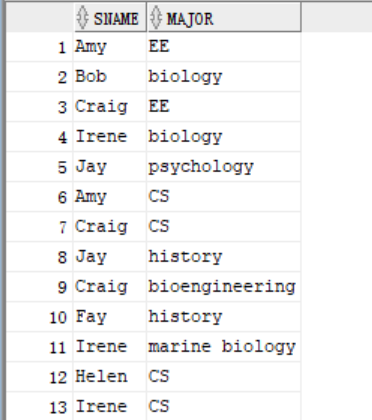 SNAME MAJOR
1 Amy EE
2 Bob biology
3 Craig EE
4 Irene biology
5 Jay psychology
6 Amy CS
7 Craig CS
8 Jay history
9 Craig bioengineering
10 Fay history
11 Irene marine biology
12 Helen CS
13 Irene CS